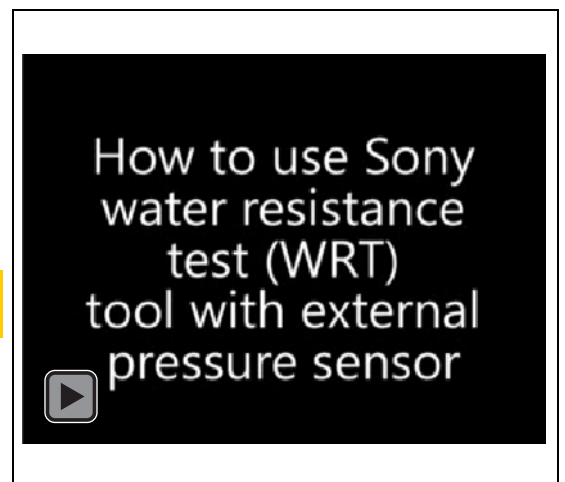 How to use Sony
water resistance
test (WRT)
tool with external
pressure sensor